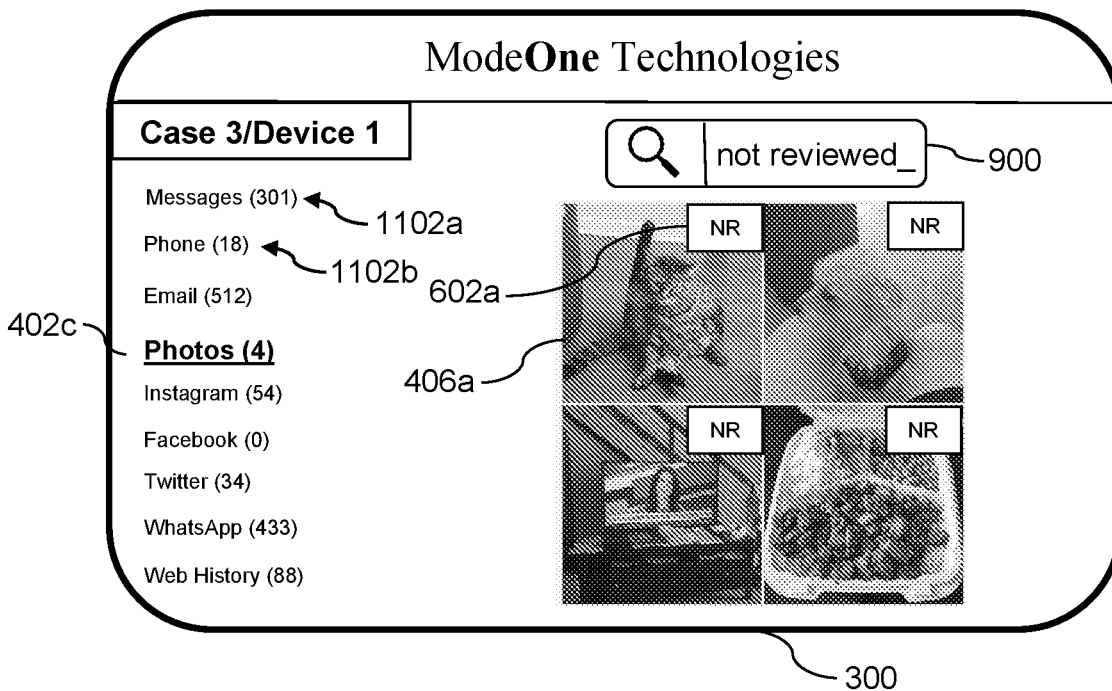 ModeOne Technologies
Case 3/Device 1
not reviewed_
900
Messages (301)
1102a
Phone (18)
1102b
Email (512)
402c
Photos (4)
Instagram (54)
Facebook (0)
Twitter (34)
WhatsApp (433)
Web History (88)
NR
NR
602a
406a
NR
NR
300